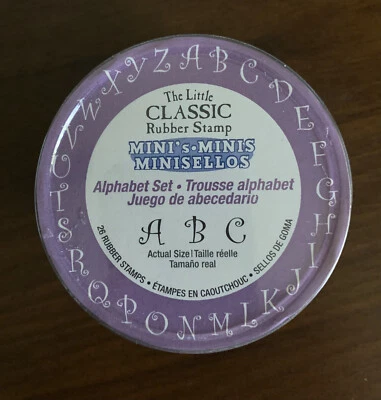 The Little
CLASSIC
Rubber Stamp
MINI's • MINIS
MINISELLOS
Alphabet Set • Trousse alphabet
Juego de abecedario
A B C
Actual Size | Taille réelle
Tamaño real
26 RUBBER STAMPS • ÉTAMPES EN CAOUTCHOUC • SELLOS DE GOMA
A B C D E F G H I J K L M N O P Q R S T U V W X Y Z